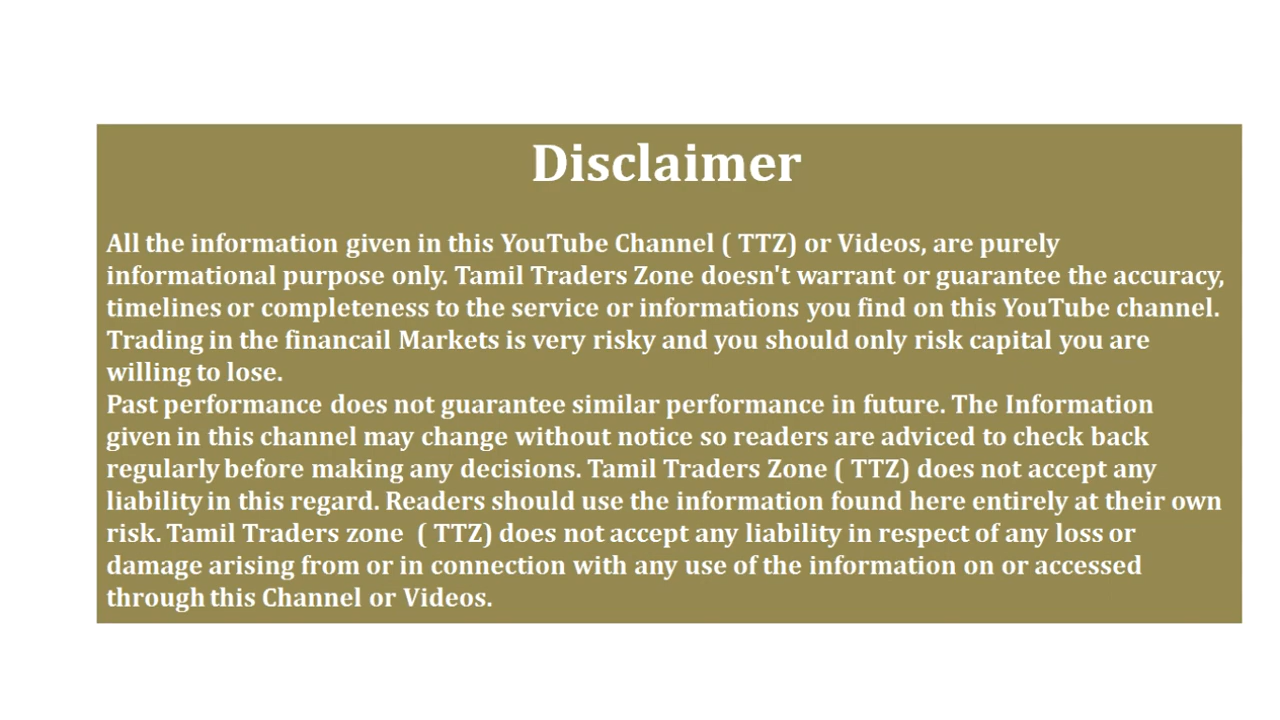 Disclaimer
All the information given in this YouTube Channel ( TTZ) or Videos, are purely
informational purpose only. Tamil Traders Zone doesn't warrant or guarantee the accuracy,
timelines or completeness to the service or informations you find on this YouTube channel.
Trading in the financail Markets is very risky and you should only risk capital you are
willing to lose.
Past performance does not guarantee similar performance in future. The Information
given in this channel may change without notice so readers are adviced to check back
regularly before making any decisions. Tamil Traders Zone ( TTZ) does not accept any
liability in this regard. Readers should use the information found here entirely at their own
risk. Tamil Traders zone  ( TTZ) does not accept any liability in respect of any loss or
damage arising from or in connection with any use of the information on or accessed
through this Channel or Videos.